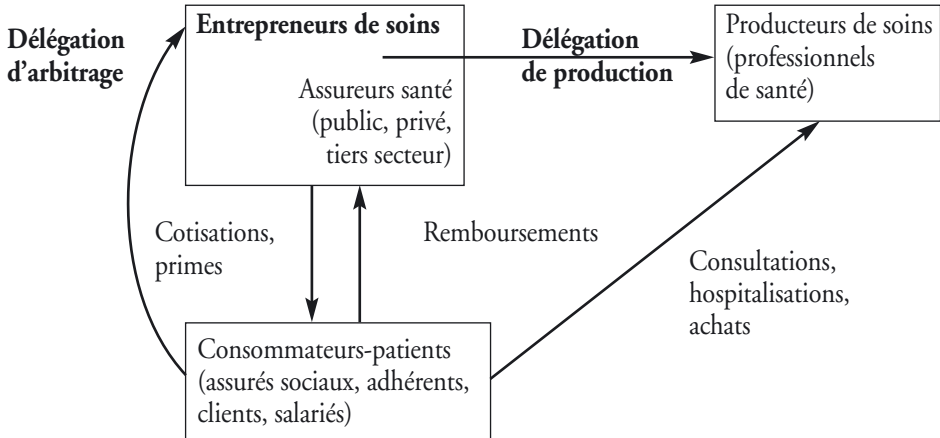 Délégation
d’arbitrage
Entrepreneurs de soins
Assureurs santé
(public, privé,
tiers secteur)
Délégation
de production
Producteurs de soins
(professionnels
de santé)
Cotisations,
primes
Remboursements
Consultations,
hospitalisations,
achats
Consommateurs-patients
(assurés sociaux, adhérents,
clients, salariés)